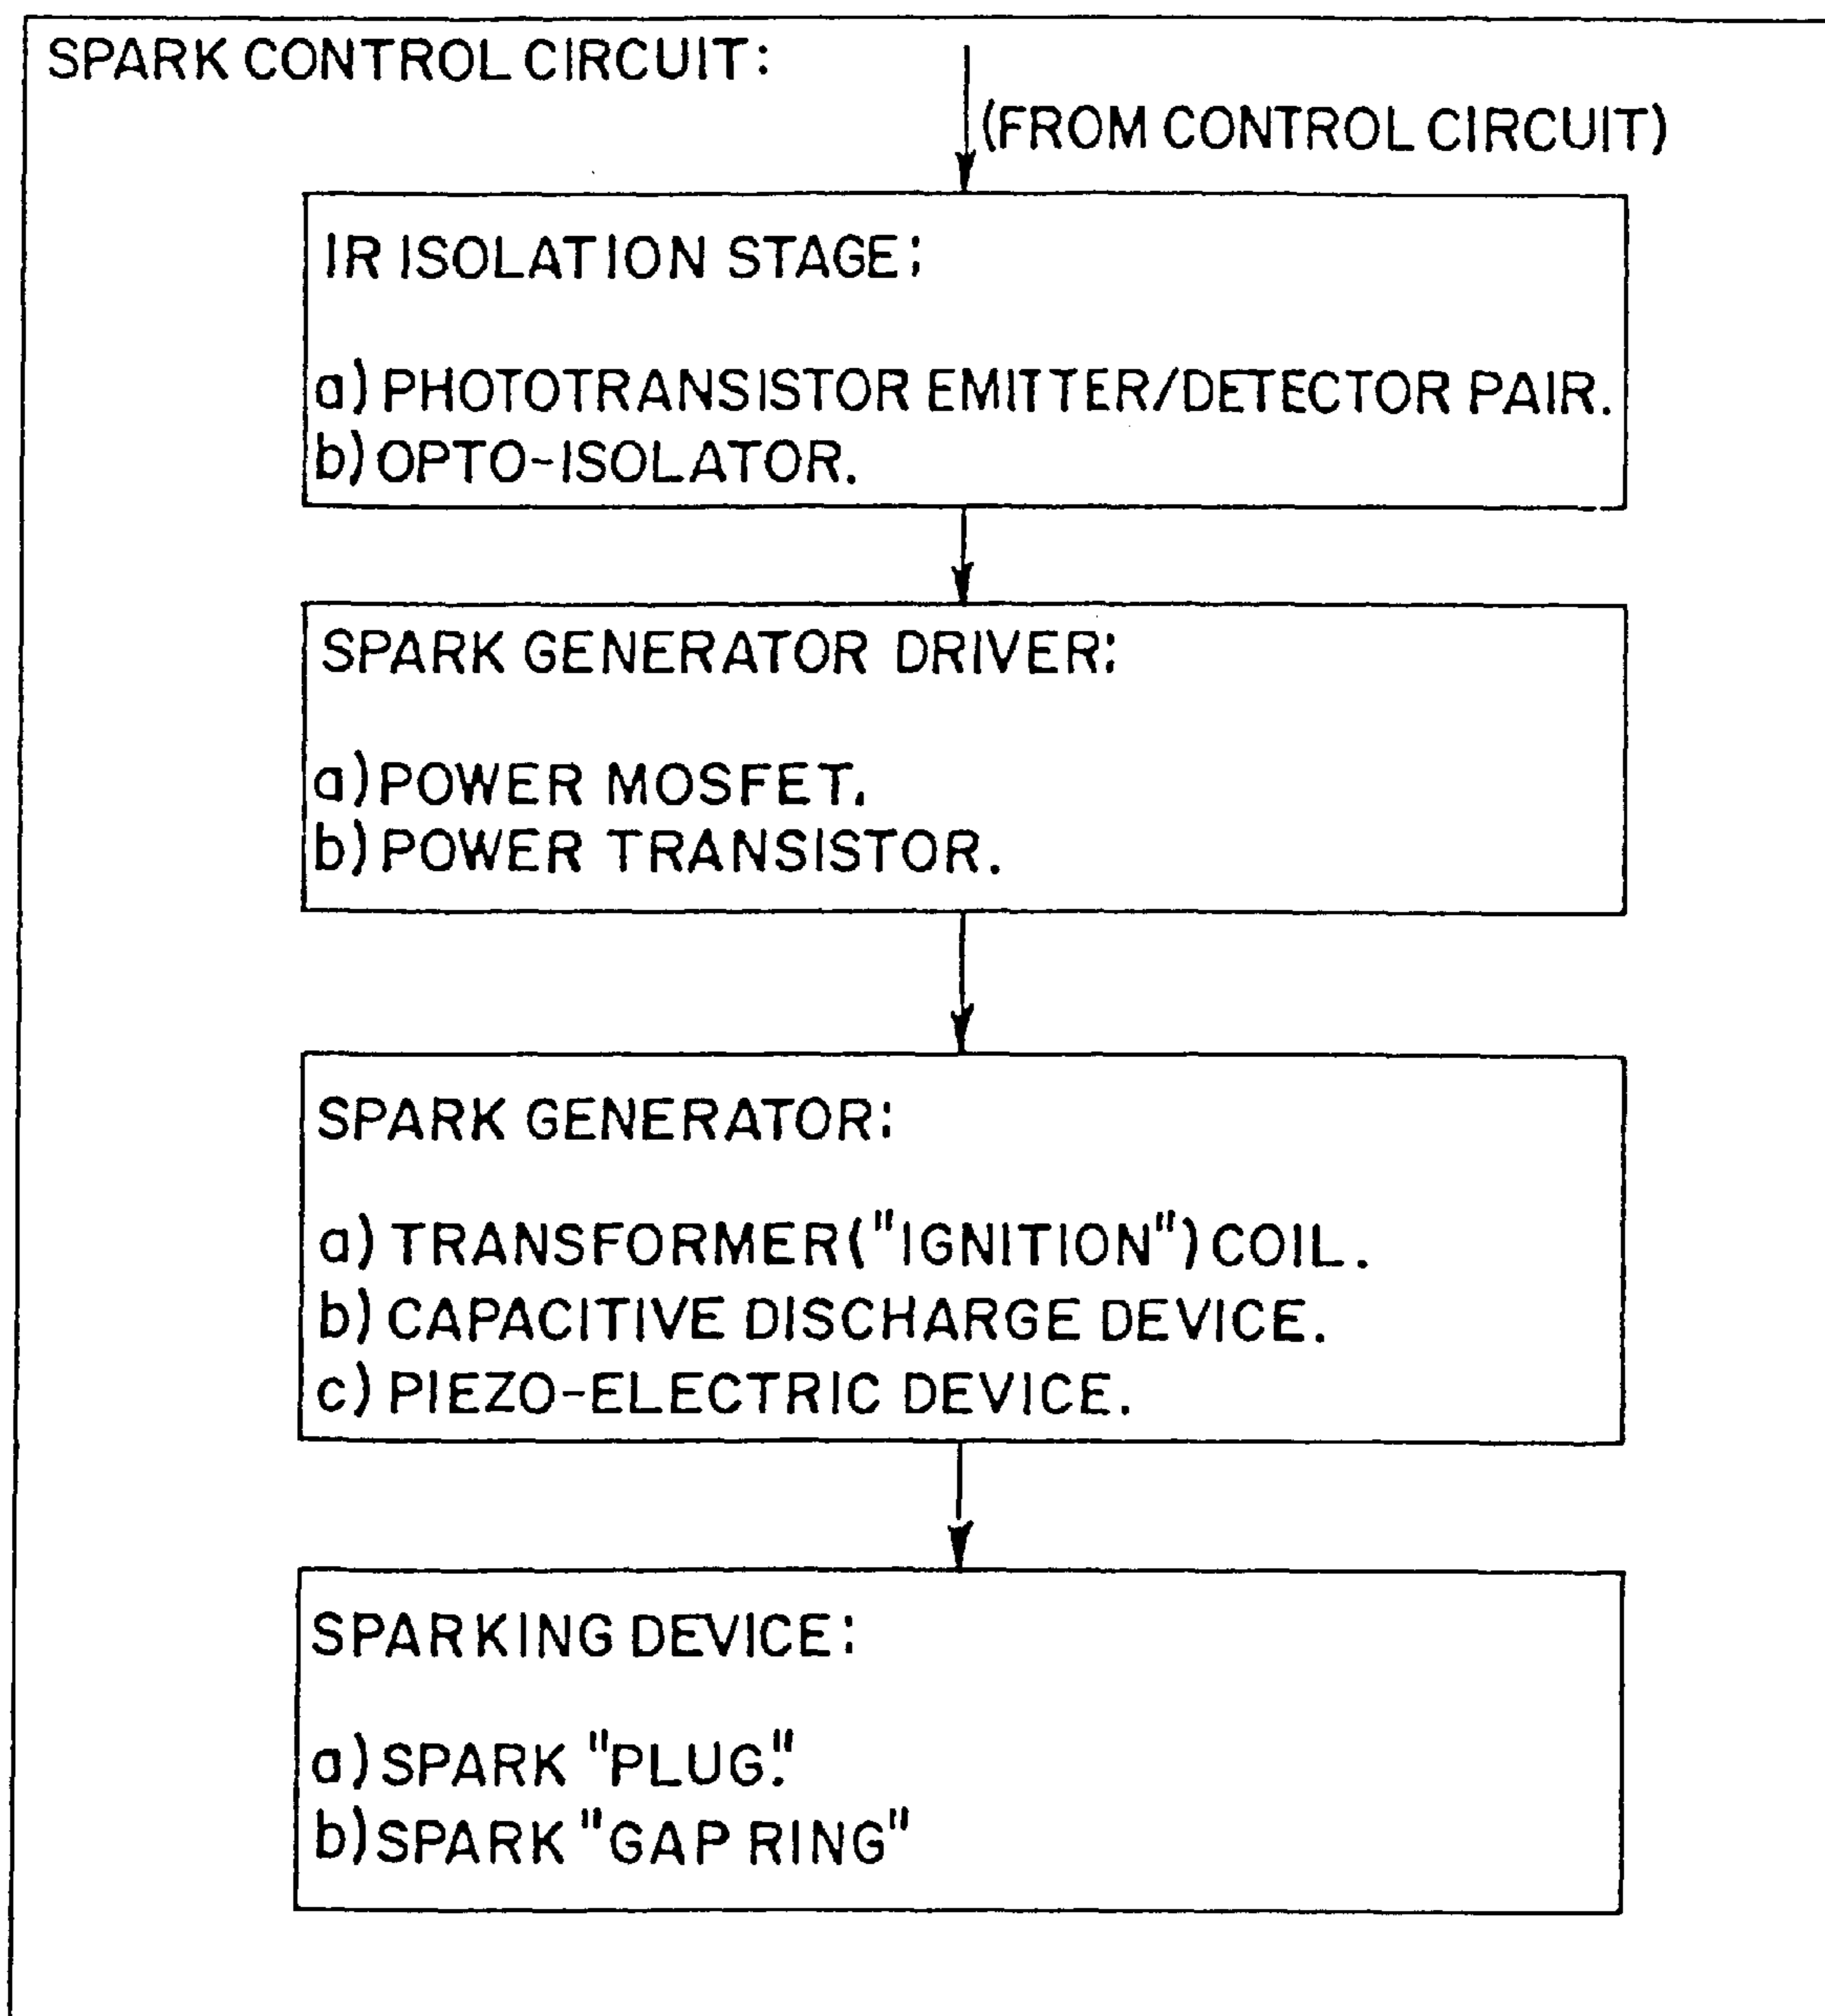 SPARK CONTROL CIRCUIT:
(FROM CONTROL CIRCUIT)
IR ISOLATION STAGE:
a) PHOTOTRANSISTOR EMITTER/DETECTOR PAIR.
b) OPTO-ISOLATOR.
SPARK GENERATOR DRIVER:
a) POWER MOSFET.
b) POWER TRANSISTOR.
SPARK GENERATOR:
a) TRANSFORMER ("IGNITION") COIL.
b) CAPACITIVE DISCHARGE DEVICE.
c) PIEZO-ELECTRIC DEVICE.
SPARKING DEVICE:
a) SPARK "PLUG."
b) SPARK "GAP RING"